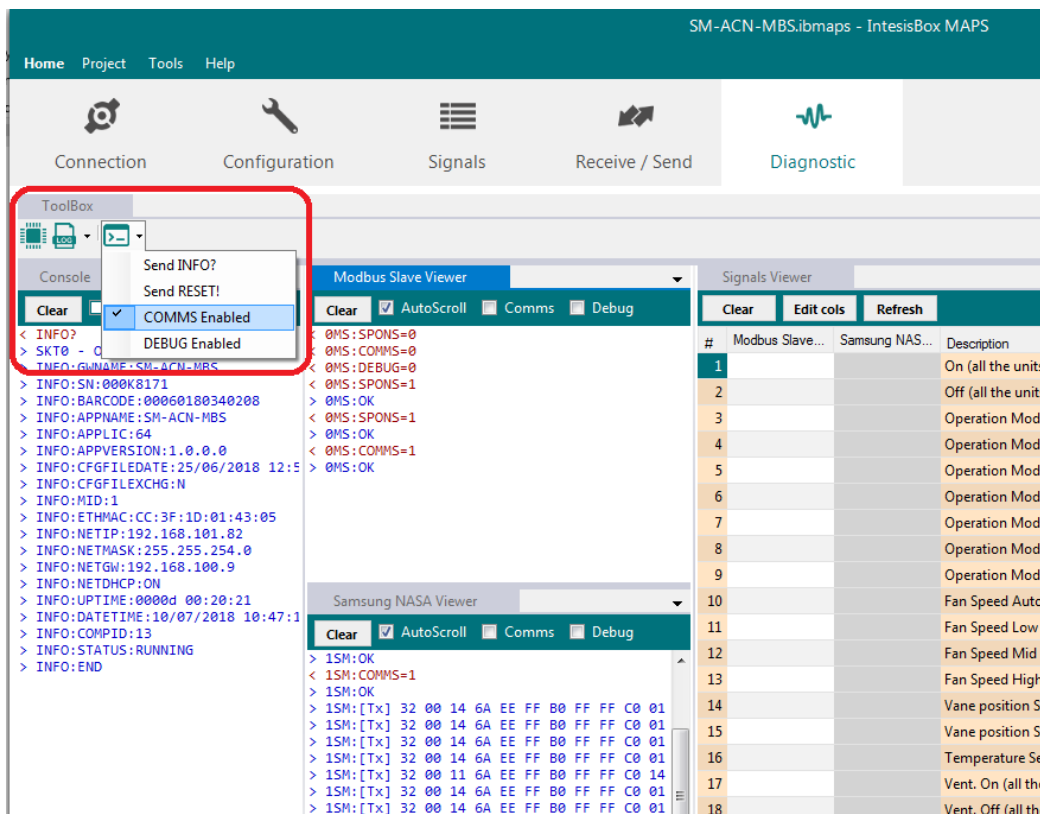 SM-ACN-MBS.ibmaps - IntesisBox MAPS
Home Project Tools Help
Connection Configuration Signals Receive / Send Diagnostic
ToolBox
LOG
Send INFO?
Send RESET!
COMMS Enabled
DEBUG Enabled
Console
Clear
< INFO?
> SKT0 - O
> INFO:GWNAME:SM-ACN-MBS
> INFO:SN:000K8171
> INFO:BARCODE:00060180340208
> INFO:APPNAME:SM-ACN-MBS
> INFO:APPLIC:64
> INFO:APPVERSION:1.0.0.0
> INFO:CFGFILEDATE:25/06/2018 12:5
> INFO:CFGFILEXCHG:N
> INFO:MID:1
> INFO:ETHMAC:CC:3F:1D:01:43:05
> INFO:NETIP:192.168.101.82
> INFO:NETMASK:255.255.254.0
> INFO:NETGW:192.168.100.9
> INFO:NETDHCP:ON
> INFO:UPTIME:0000d 00:20:21
> INFO:DATETIME:10/07/2018 10:47:1
> INFO:COMPID:13
> INFO:STATUS:RUNNING
> INFO:END
Modbus Slave Viewer
Clear AutoScroll Comms Debug
< 0MS:SPONS=0
< 0MS:COMMS=0
< 0MS:DEBUG=0
< 0MS:SPONS=1
> 0MS:OK
< 0MS:SPONS=1
> 0MS:OK
< 0MS:COMMS=1
> 0MS:OK
Samsung NASA Viewer
Clear AutoScroll Comms Debug
> 1SM:OK
< 1SM:COMMS=1
> 1SM:OK
> 1SM:[Tx] 32 00 14 6A EE FF B0 FF FF C0 01
> 1SM:[Tx] 32 00 14 6A EE FF B0 FF FF C0 01
> 1SM:[Tx] 32 00 14 6A EE FF B0 FF FF C0 01
> 1SM:[Tx] 32 00 14 6A EE FF B0 FF FF C0 01
> 1SM:[Tx] 32 00 11 6A EE FF B0 FF FF C0 14
> 1SM:[Tx] 32 00 14 6A EE FF B0 FF FF C0 01
> 1SM:[Tx] 32 00 14 6A EE FF B0 FF FF C0 01
Signals Viewer
Clear Edit cols Refresh
# Modbus Slave... Samsung NAS... Description
1 On (all the units
2 Off (all the unit
3 Operation Mod
4 Operation Mod
5 Operation Mod
6 Operation Mod
7 Operation Mod
8 Operation Mod
9 Operation Mod
10 Fan Speed Auto
11 Fan Speed Low
12 Fan Speed Mid
13 Fan Speed High
14 Vane position S
15 Vane position S
16 Temperature Se
17 Vent. On (all the
18 Vent. Off (all th